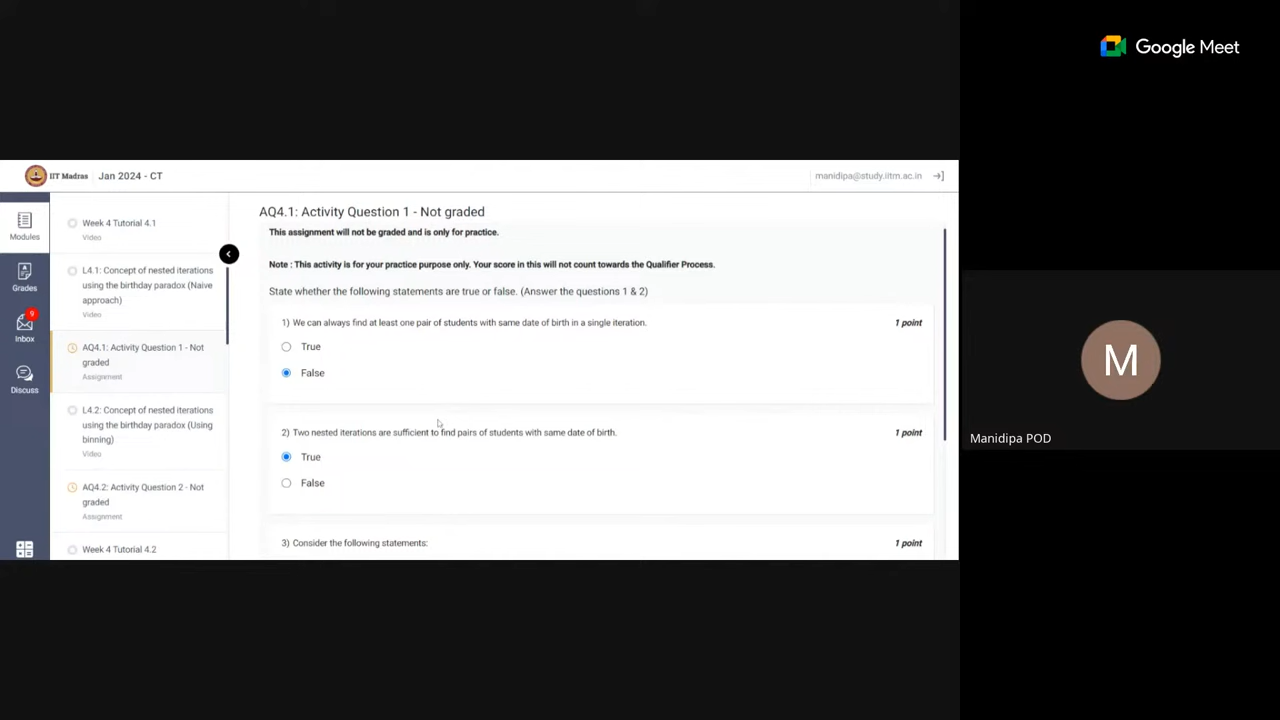 Google Meet
IIT Madras
Jan 2024 - CT
manidipa@study.iitm.ac.in
Modules
Grades
9
Inbox
Discuss
Week 4 Tutorial 4.1
Video
L4.1: Concept of nested iterations
using the birthday paradox (Naive
approach)
Video
AQ4.1: Activity Question 1 - Not
graded
Assignment
L4.2: Concept of nested iterations
using the birthday paradox (Using
binning)
Video
AQ4.2: Activity Question 2 - Not
graded
Assignment
Week 4 Tutorial 4.2
AQ4.1: Activity Question 1 - Not graded
This assignment will not be graded and is only for practice.
Note : This activity is for your practice purpose only. Your score in this will not count towards the Qualifier Process.
State whether the following statements are true or false. (Answer the questions 1 & 2)
1) We can always find at least one pair of students with same date of birth in a single iteration.
1 point
True
False
2) Two nested iterations are sufficient to find pairs of students with same date of birth.
1 point
True
False
3) Consider the following statements:
1 point
M
Manidipa POD